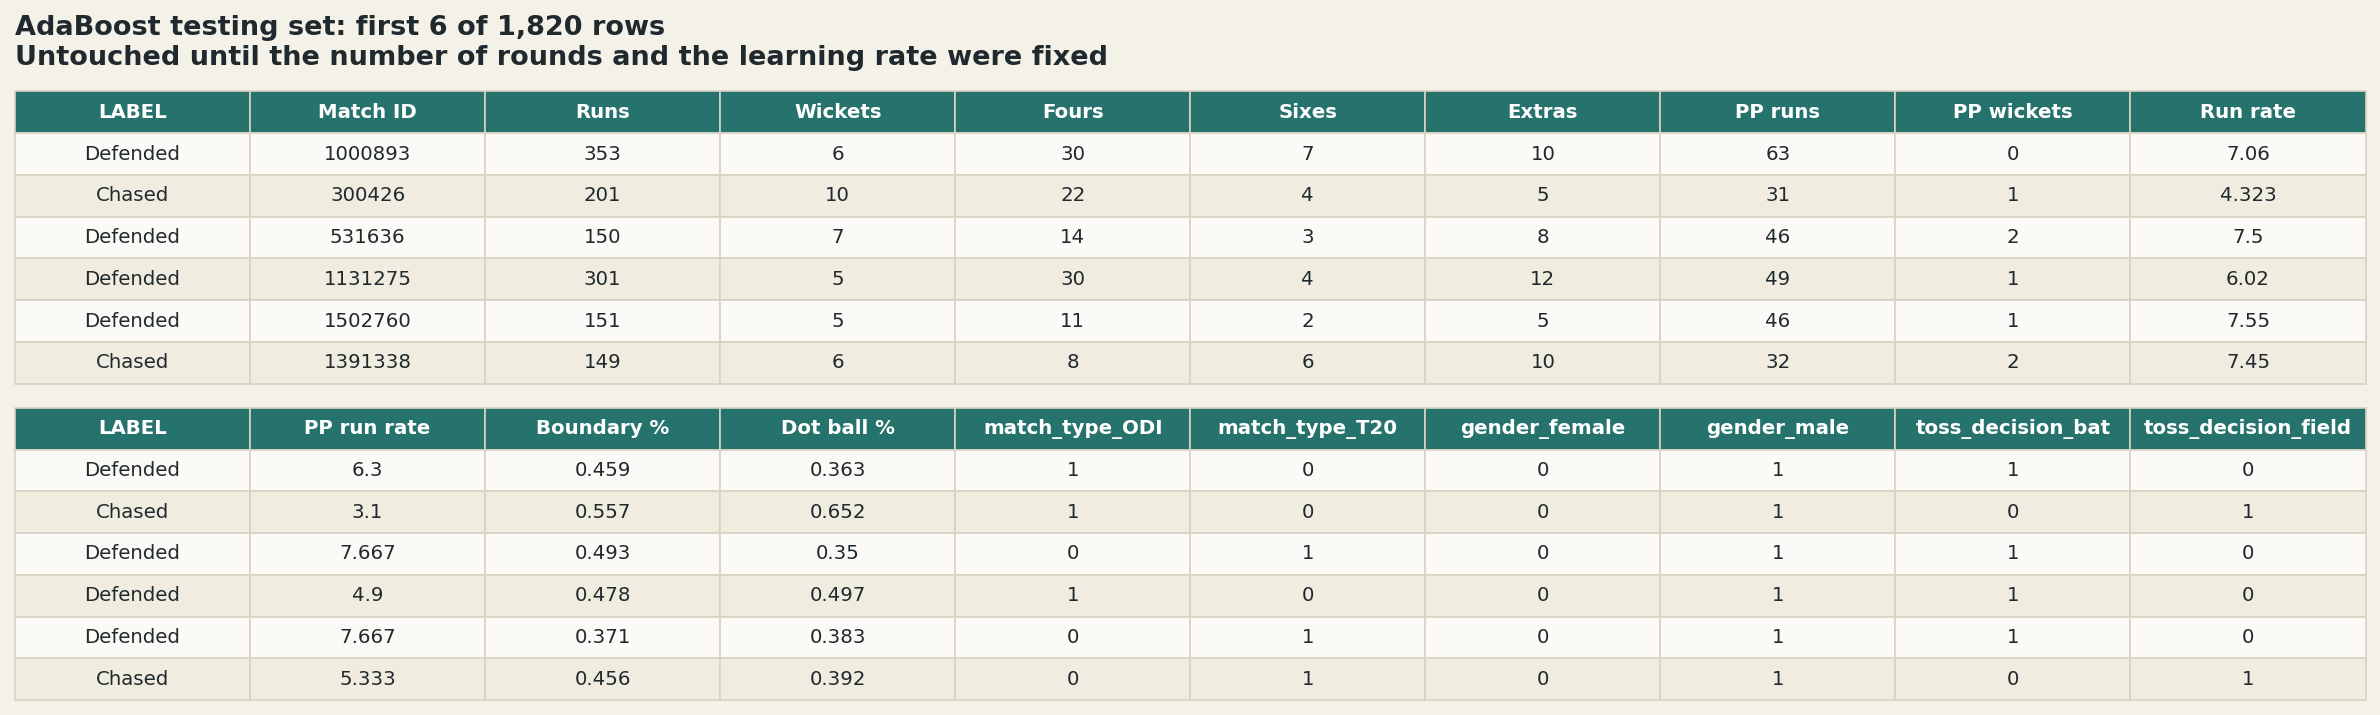 AdaBoost testing set: first 6 of 1,820 rows
Untouched until the number of rounds and the learning rate were fixed
LABEL Match ID Runs Wickets Fours Sixes Extras PP runs PP wickets Run rate
Defended 1000893 353 6 30 7 10 63 0 7.06
Chased 300426 201 10 22 4 5 31 1 4.323
Defended 531636 150 7 14 3 8 46 2 7.5
Defended 1131275 301 5 30 4 12 49 1 6.02
Defended 1502760 151 5 11 2 5 46 1 7.55
Chased 1391338 149 6 8 6 10 32 2 7.45
LABEL PP run rate Boundary % Dot ball % match_type_ODI match_type_T20 gender_female gender_male toss_decision_bat toss_decision_field
Defended 6.3 0.459 0.363 1 0 0 1 1 0
Chased 3.1 0.557 0.652 1 0 0 1 0 1
Defended 7.667 0.493 0.35 0 1 0 1 1 0
Defended 4.9 0.478 0.497 1 0 0 1 1 0
Defended 7.667 0.371 0.383 0 1 0 1 1 0
Chased 5.333 0.456 0.392 0 1 0 1 0 1